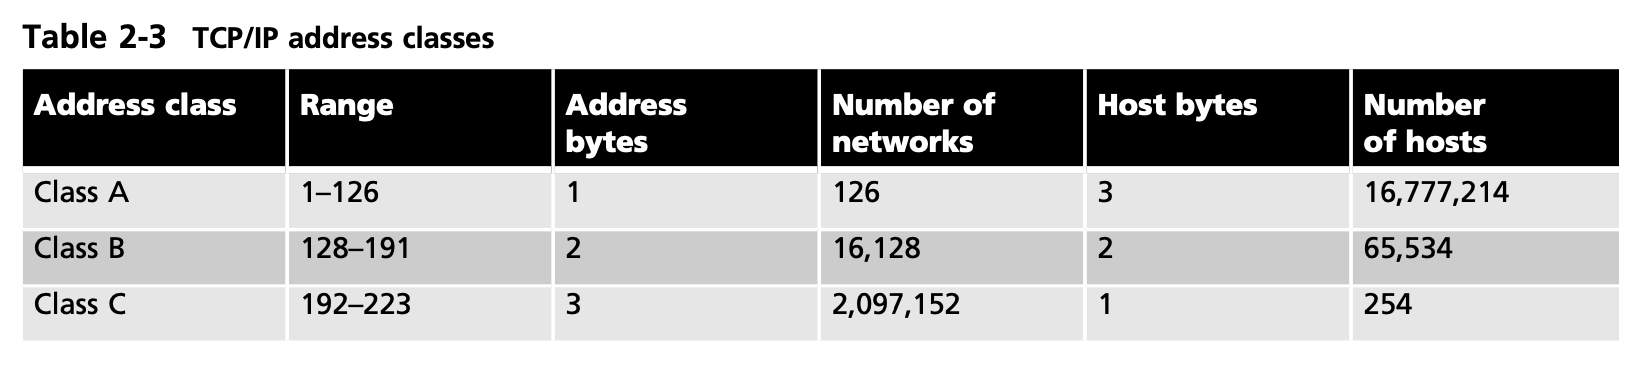 Table 2-3 TCP/IP address classes
Address class Range Address bytes Number of networks Host bytes Number of hosts
Class A 1–126 1 126 3 16,777,214
Class B 128–191 2 16,128 2 65,534
Class C 192–223 3 2,097,152 1 254